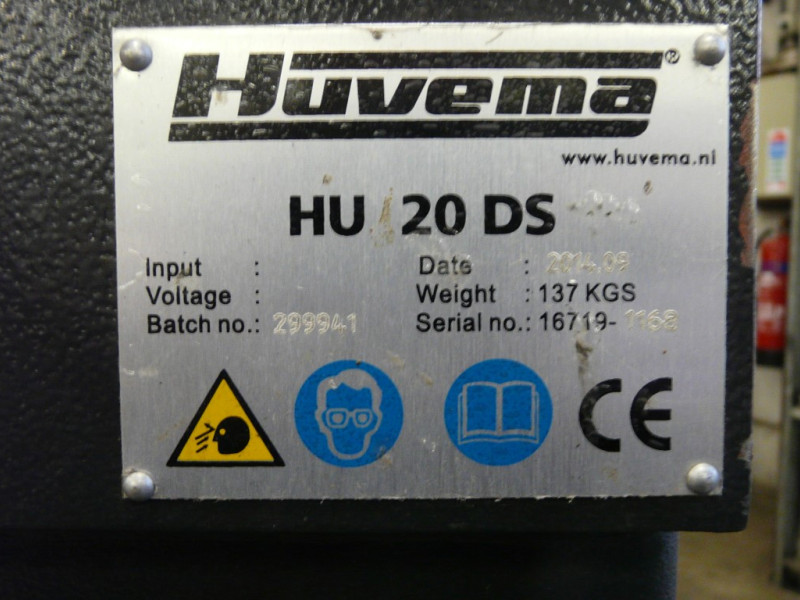 Huvema®
www.huvema.nl
HU 20 DS
Input :
Date : 2014.09
Voltage :
Weight : 137 KGS
Batch no.: 299941
Serial no.: 16719-1168
CE